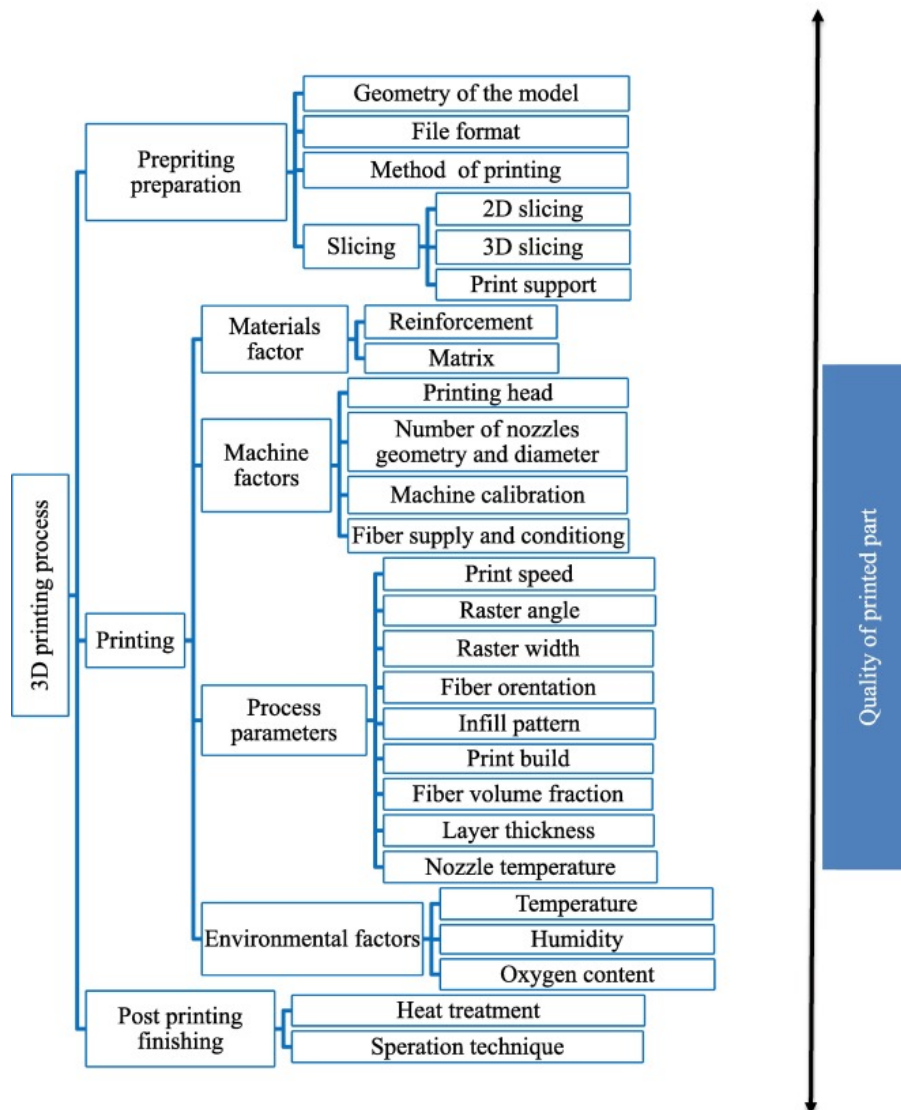 3D printing process
Prepriting
preparation
Geometry of the model
File format
Method of printing
Slicing
2D slicing
3D slicing
Print support
Printing
Materials
factor
Reinforcement
Matrix
Machine
factors
Printing head
Number of nozzles
geometry and diameter
Machine calibration
Fiber supply and conditiong
Process
parameters
Print speed
Raster angle
Raster width
Fiber orentation
Infill pattern
Print build
Fiber volume fraction
Layer thickness
Nozzle temperature
Environmental factors
Temperature
Humidity
Oxygen content
Post printing
finishing
Heat treatment
Speration technique
Quality of printed part